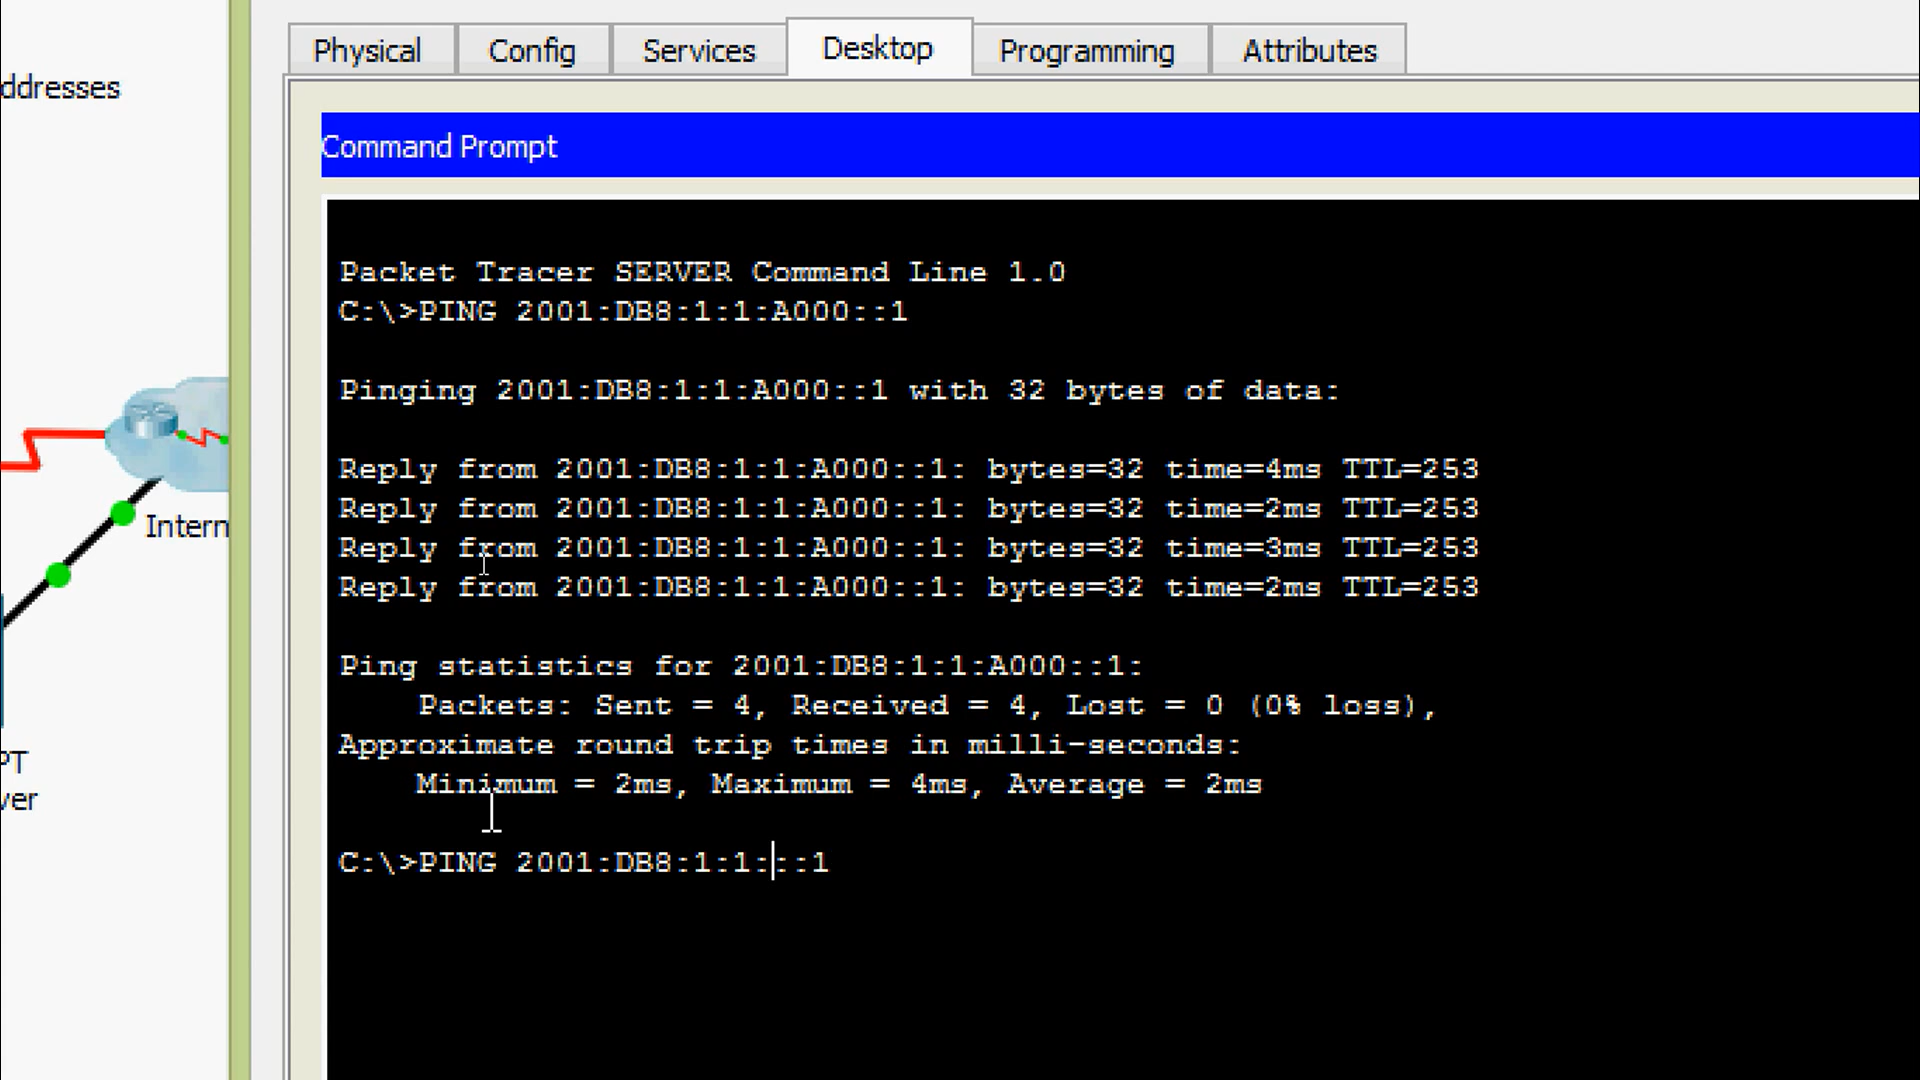 Physical Config Services Desktop Programming Attributes
ddresses
Command Prompt
Packet Tracer SERVER Command Line 1.0
C:\>PING 2001:DB8:1:1:A000::1
Pinging 2001:DB8:1:1:A000::1 with 32 bytes of data:
Reply from 2001:DB8:1:1:A000::1: bytes=32 time=4ms TTL=253
Reply from 2001:DB8:1:1:A000::1: bytes=32 time=2ms TTL=253
Reply from 2001:DB8:1:1:A000::1: bytes=32 time=3ms TTL=253
Reply from 2001:DB8:1:1:A000::1: bytes=32 time=2ms TTL=253
Ping statistics for 2001:DB8:1:1:A000::1:
Packets: Sent = 4, Received = 4, Lost = 0 (0% loss),
Approximate round trip times in milli-seconds:
Minimum = 2ms, Maximum = 4ms, Average = 2ms
C:\>PING 2001:DB8:1:1:::1
Intern
PT
ver